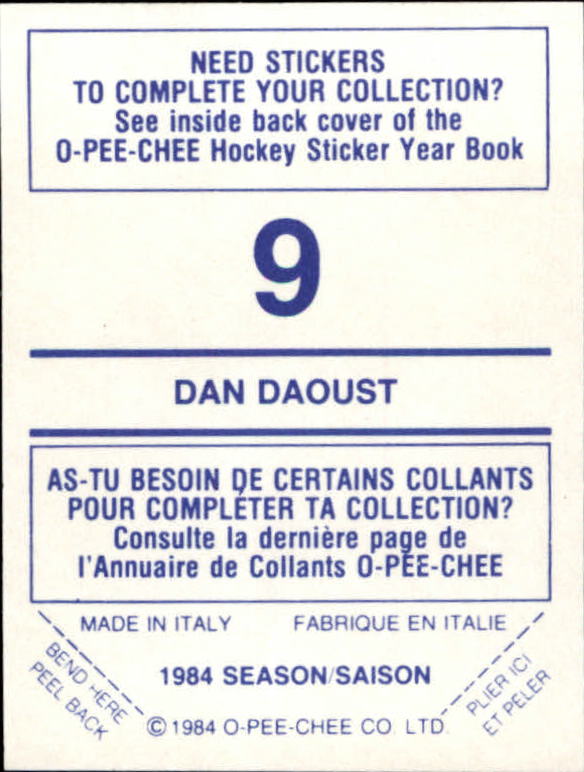 NEED STICKERS
TO COMPLETE YOUR COLLECTION?
See inside back cover of the
O-PEE-CHEE Hockey Sticker Year Book
9
DAN DAOUST
AS-TU BESOIN DE CERTAINS COLLANTS
POUR COMPLÉTER TA COLLECTION?
Consulte la dernière page de
l'Annuaire de Collants O-PEE-CHEE
MADE IN ITALY FABRIQUE EN ITALIE
BEND HERE
PEEL BACK
1984 SEASON/SAISON
PLIER ICI
ET PELER
© 1984 O-PEE-CHEE CO. LTD.